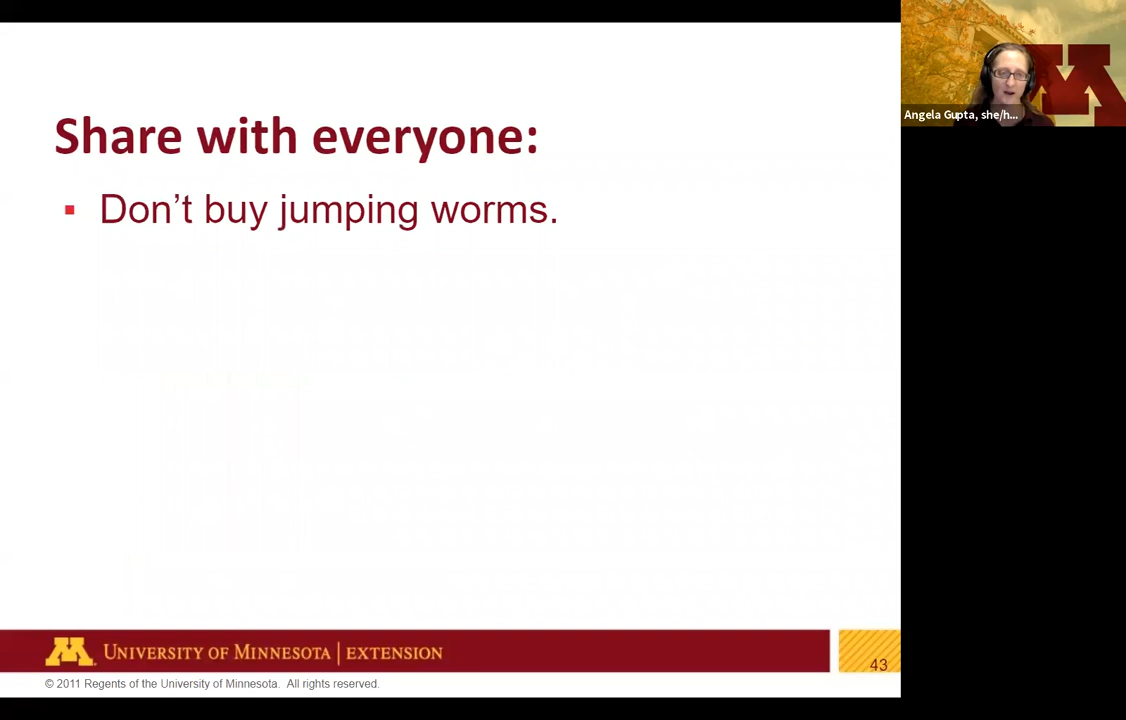 Share with everyone:
▪ Don't buy jumping worms.
Angela Gupta, she/h...
M
UNIVERSITY OF MINNESOTA | EXTENSION
43
© 2011 Regents of the University of Minnesota. All rights reserved.